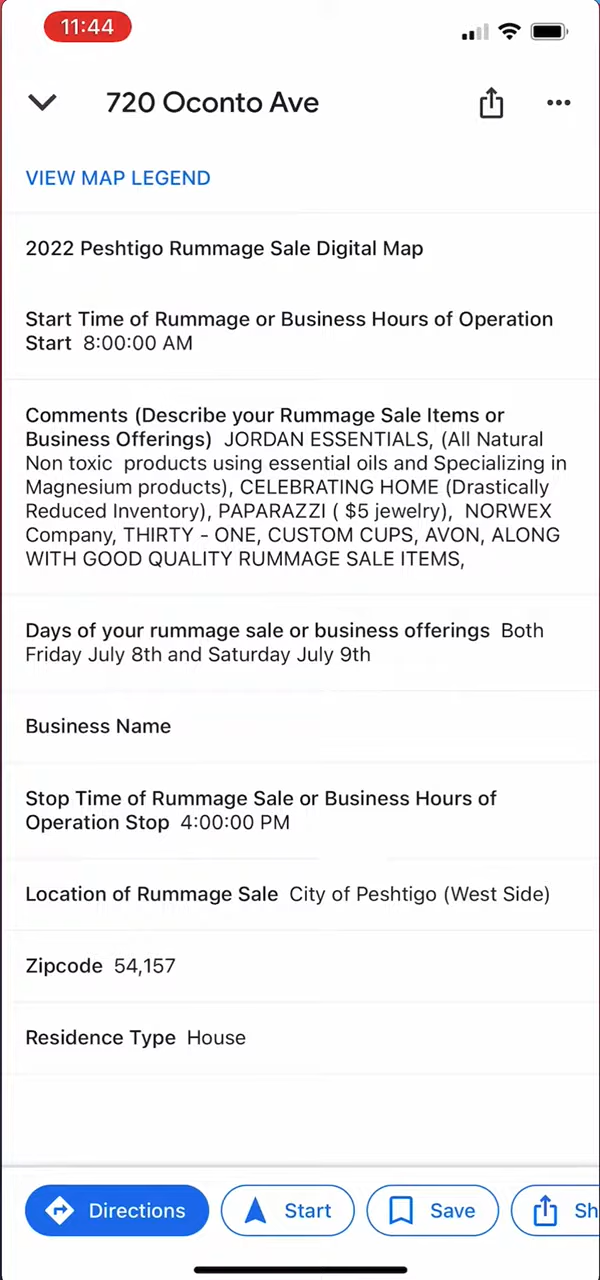 11:44
720 Oconto Ave
VIEW MAP LEGEND
2022 Peshtigo Rummage Sale Digital Map
Start Time of Rummage or Business Hours of Operation
Start 8:00:00 AM
Comments (Describe your Rummage Sale Items or
Business Offerings) JORDAN ESSENTIALS, (All Natural
Non toxic products using essential oils and Specializing in
Magnesium products), CELEBRATING HOME (Drastically
Reduced Inventory), PAPARAZZI ( $5 jewelry), NORWEX
Company, THIRTY - ONE, CUSTOM CUPS, AVON, ALONG
WITH GOOD QUALITY RUMMAGE SALE ITEMS,
Days of your rummage sale or business offerings Both
Friday July 8th and Saturday July 9th
Business Name
Stop Time of Rummage Sale or Business Hours of
Operation Stop 4:00:00 PM
Location of Rummage Sale City of Peshtigo (West Side)
Zipcode 54,157
Residence Type House
Directions Start Save Sh